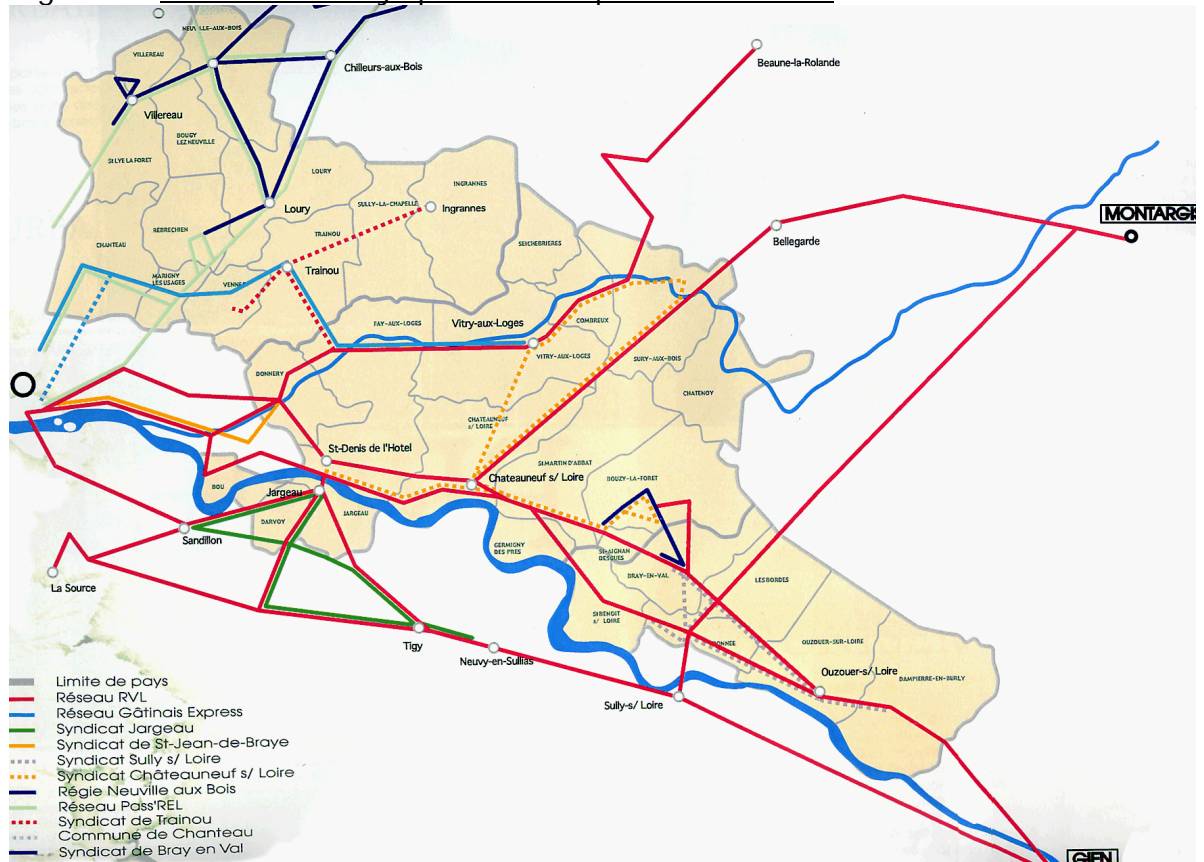 NEUVILLE-AUX-BOIS
VILLEREAU
Chilleurs-aux-Bois
Beaune-la-Rolande
Villereau
BOUGY
LEZ NEUVILLE
ST LYE LA FORET
LOURY
INGRANNES
SULLY-LA-CHAPELLE
Loury
Ingrannes
MONTARGIS
REBRECHIEN
TRAINOU
Bellegarde
CHANTEAU
SEICHEBRIERES
Trainou
MARIGNY
LES USAGES
VENNE
FAY-AUX-LOGES
Vitry-aux-Loges
COMBREUX
VITRY-AUX-LOGES
SURY-AUX-BOIS
DONNERY
CHATENOY
CHATEAUNEUF
s/ LOIRE
St-Denis de l'Hotel
ST MARTIN D'ABBAT
Chateauneuf s/ Loire
BOUZY-LA-FORET
BOU
Jargeau
DARVOY
JARGEAU
Sandillon
GERMIGNY
DES PRES
ST-AIGNAN
DESGUES
BRAY-EN-VAL
LES BORDES
La Source
ST BENOIT
s/ LOIRE
BONNEE
OUZOUER-SUR-LOIRE
Tigy
Neuvy-en-Sullias
Ouzouer-s/ Loire
DAMPIERRE-EN-BURLY
Sully-s/ Loire
Limite de pays
Réseau RVL
Réseau Gâtinais Express
Syndicat Jargeau
Syndicat de St-Jean-de-Braye
Syndicat Sully s/ Loire
Syndicat Châteauneuf s/ Loire
Régie Neuville aux Bois
Réseau Pass'REL
Syndicat de Trainou
Commune de Chanteau
Syndicat de Bray en Val
GIEN